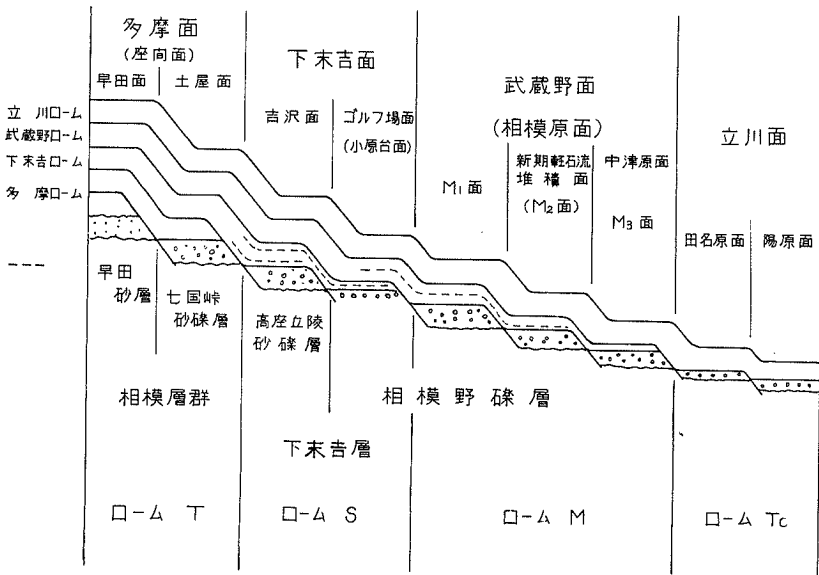 多摩面
(座間面)
早田面
土屋面
下末吉面
吉沢面
ゴルフ場面
(小原台面)
武蔵野面
(相模原面)
M1面
新期軽石流
堆積面
(M2面)
中津原面
M3面
立川面
田名原面
陽原面
立川ローム
武蔵野ローム
下末吉ローム
多摩ローム
早田
砂層
七国峠
砂礫層
高座丘陵
砂礫層
相模層群
相模野礫層
下末吉層
ローム T
ローム S
ローム M
ローム Tc